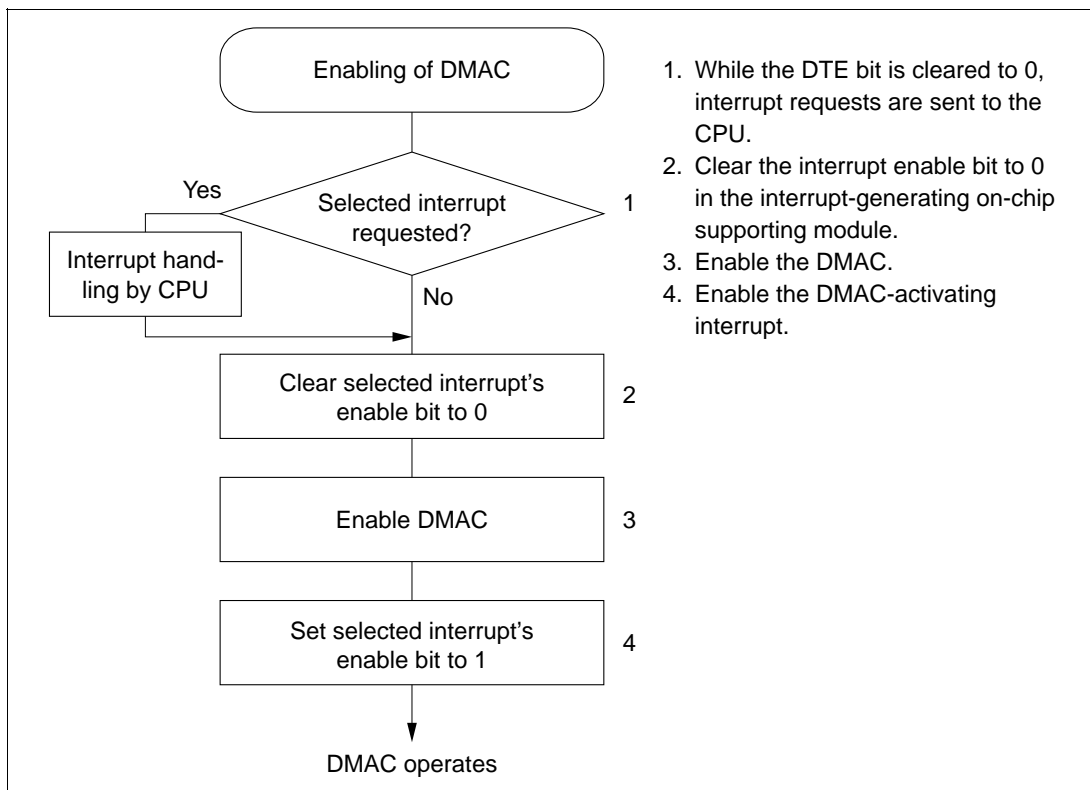 Enabling of DMAC
Yes
Selected interrupt
requested?
1
Interrupt hand-
ling by CPU
No
Clear selected interrupt's
enable bit to 0
2
Enable DMAC
3
Set selected interrupt's
enable bit to 1
4
DMAC operates
1. While the DTE bit is cleared to 0,
interrupt requests are sent to the
CPU.
2. Clear the interrupt enable bit to 0
in the interrupt-generating on-chip
supporting module.
3. Enable the DMAC.
4. Enable the DMAC-activating
interrupt.